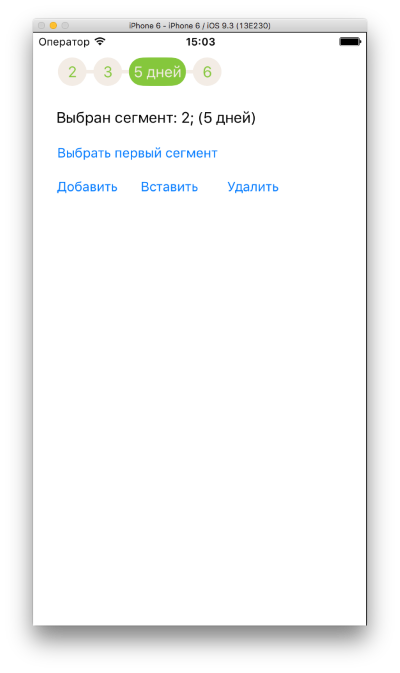 iPhone 6 - iPhone 6 / iOS 9.3 (13E230)
Оператор 15:03
2 3 5 дней 6
Выбран сегмент: 2; (5 дней)
Выбрать первый сегмент
Добавить Вставить Удалить